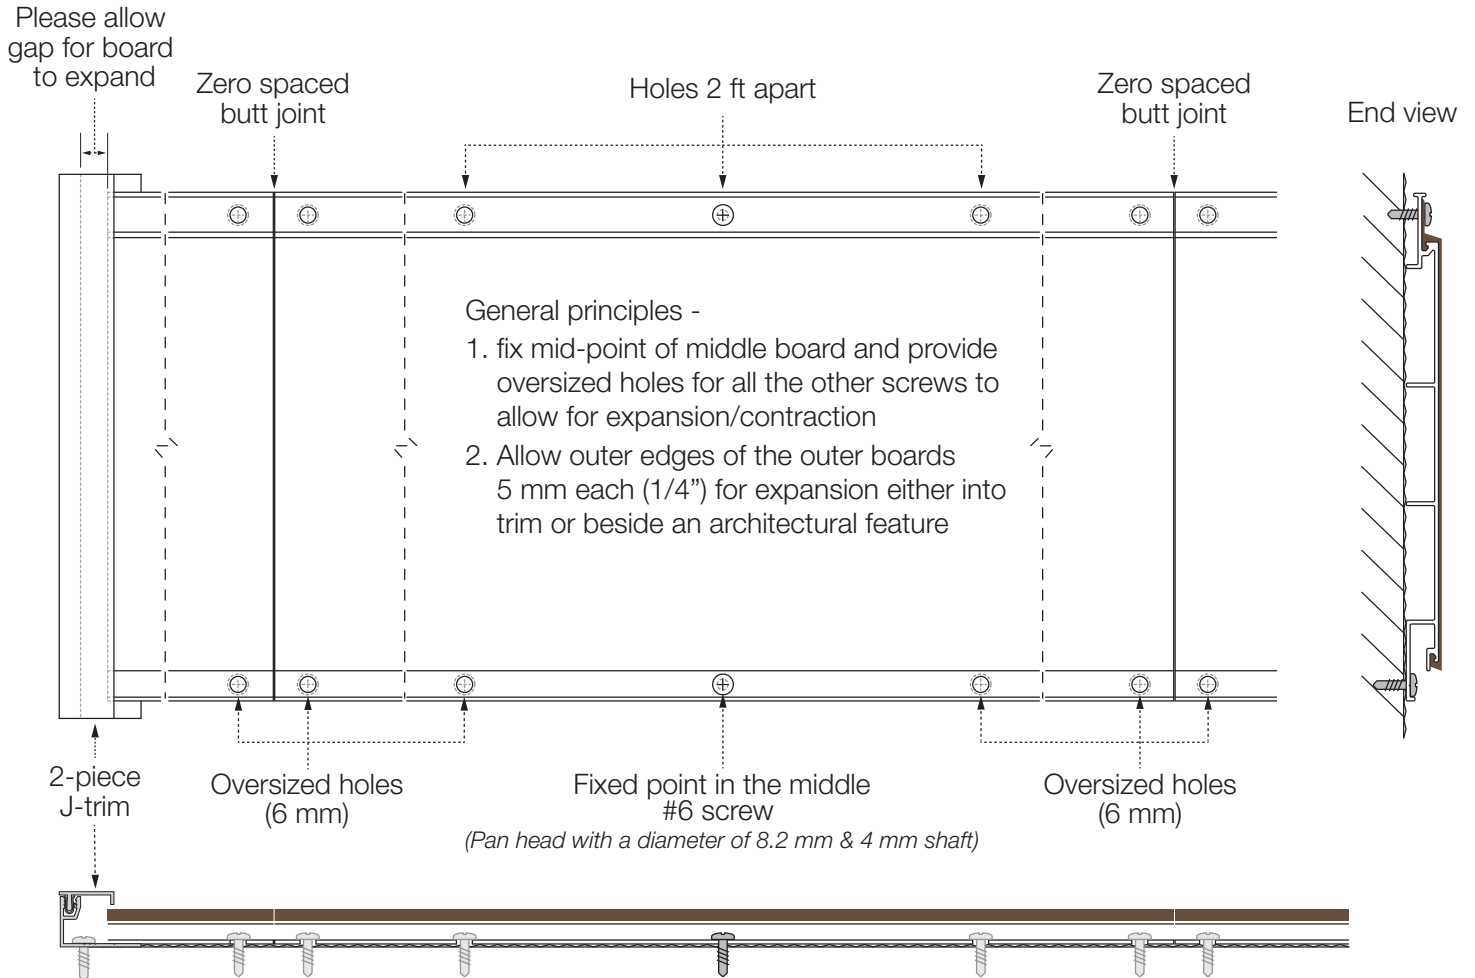 Please allow
gap for board
to expand
Zero spaced
butt joint
Holes 2 ft apart
Zero spaced
butt joint
End view
General principles -
1. fix mid-point of middle board and provide
oversized holes for all the other screws to
allow for expansion/contraction
2. Allow outer edges of the outer boards
5 mm each (1/4”) for expansion either into
trim or beside an architectural feature
2-piece
J-trim
Oversized holes
(6 mm)
Fixed point in the middle
#6 screw
(Pan head with a diameter of 8.2 mm & 4 mm shaft)
Oversized holes
(6 mm)